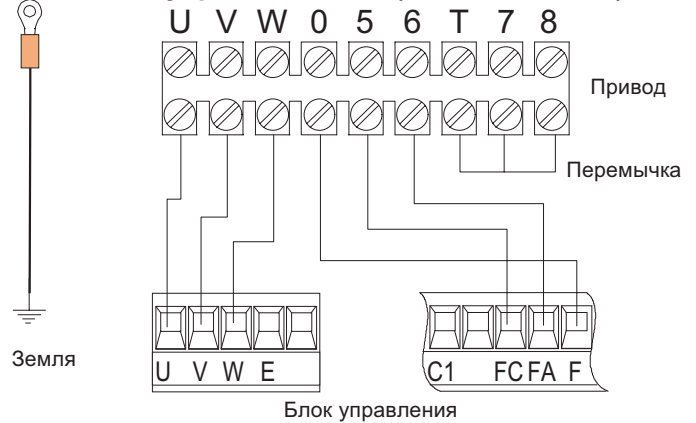 U V W 0 5 6 T 7 8
Привод
Перемычка
Земля
U V W E
C1 FC FA F
Блок управления